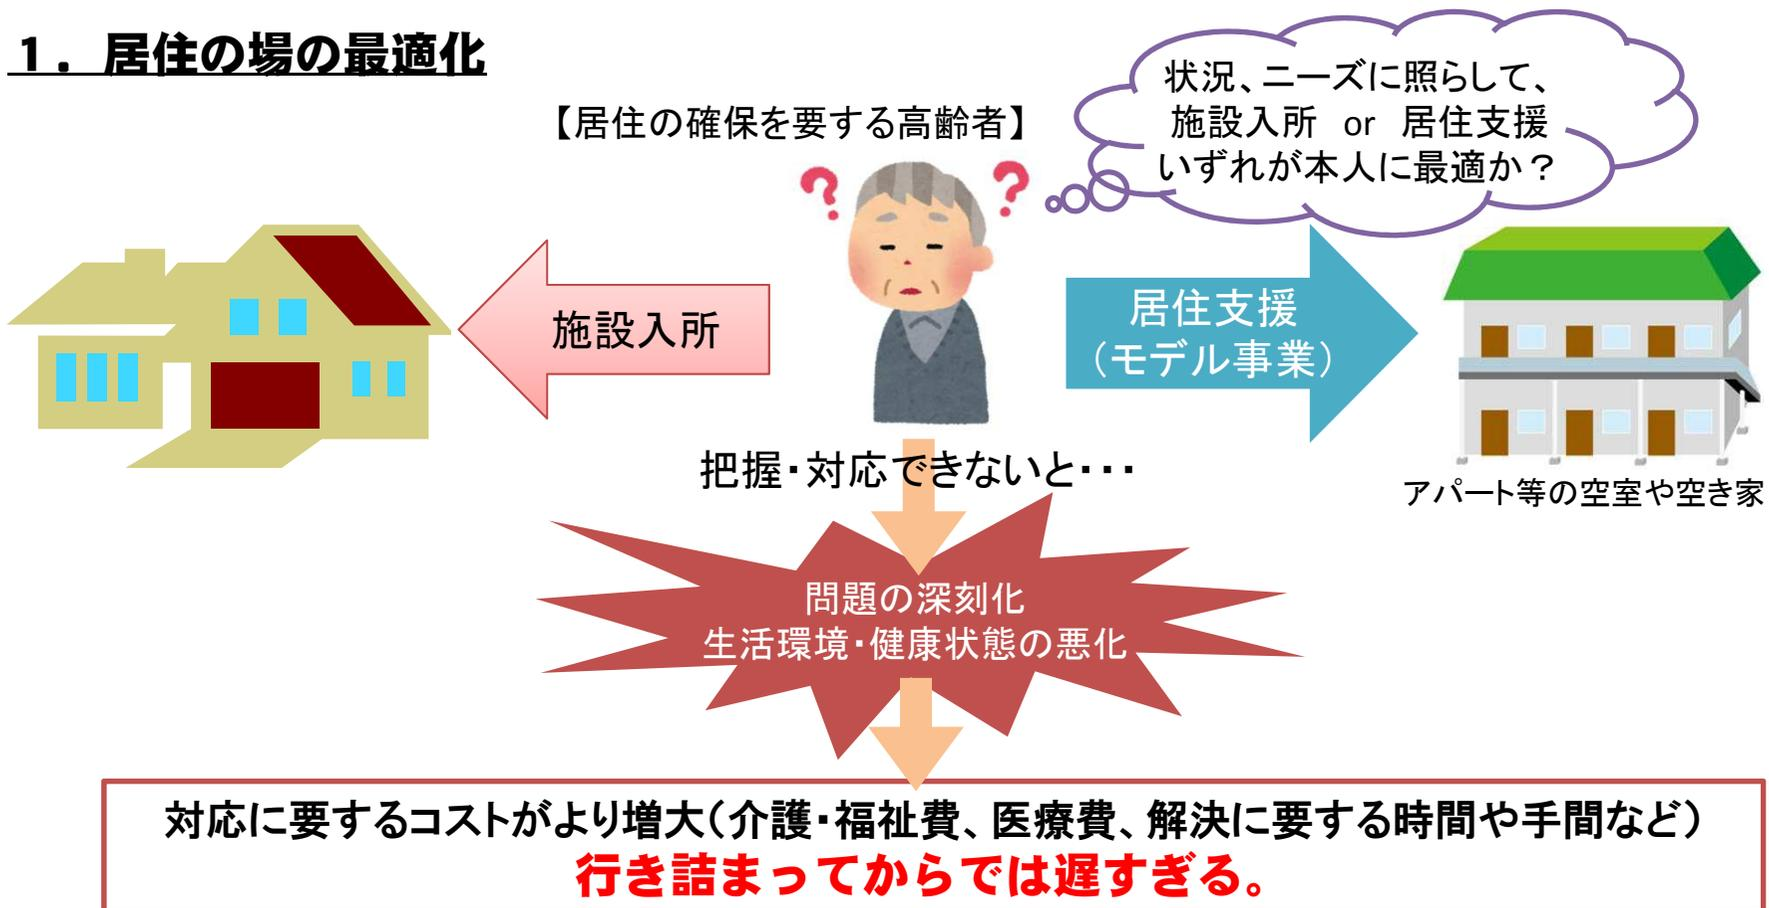 １．居住の場の最適化
【居住の確保を要する高齢者】
状況、ニーズに照らして、
施設入所　or　居住支援
いずれが本人に最適か？
施設入所
居住支援
（モデル事業）
アパート等の空室や空き家
把握・対応できないと・・・
問題の深刻化
生活環境・健康状態の悪化
対応に要するコストがより増大（介護・福祉費、医療費、解決に要する時間や手間など）
行き詰まってからでは遅すぎる。